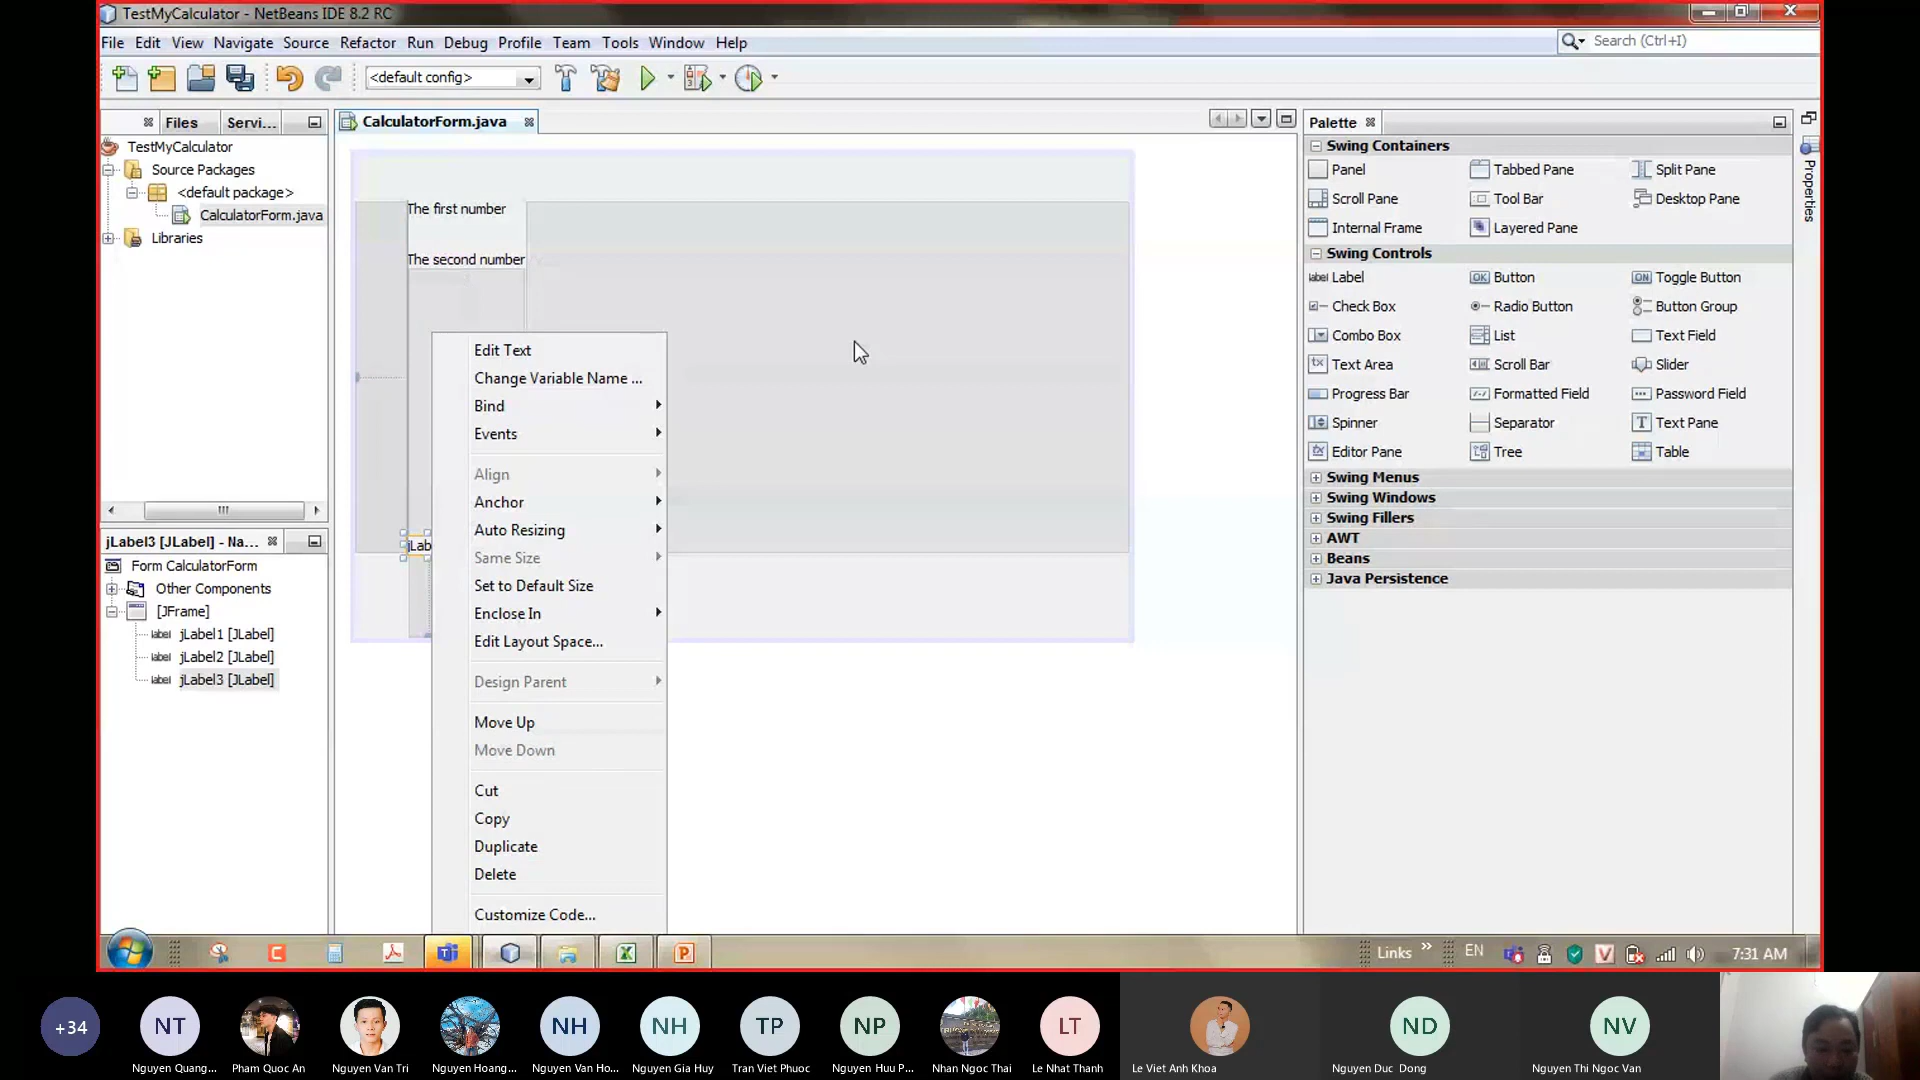 TestMyCalculator - NetBeans IDE 8.2 RC
File Edit View Navigate Source Refactor Run Debug Profile Team Tools Window Help
Search (Ctrl+I)
<default config>
Files Servi...
CalculatorForm.java
Palette
TestMyCalculator
Source Packages
<default package>
CalculatorForm.java
Libraries
The first number
The second number
jLab
Edit Text
Change Variable Name ...
Bind
Events
Align
Anchor
Auto Resizing
Same Size
Set to Default Size
Enclose In
Edit Layout Space...
Design Parent
Move Up
Move Down
Cut
Copy
Duplicate
Delete
Customize Code...
Swing Containers
Panel Tabbed Pane Split Pane
Scroll Pane Tool Bar Desktop Pane
Internal Frame Layered Pane
Swing Controls
label Label OK Button ON Toggle Button
Check Box Radio Button Button Group
Combo Box List Text Field
Text Area Scroll Bar Slider
Progress Bar Formatted Field Password Field
Spinner Separator Text Pane
Editor Pane Tree Table
Swing Menus
Swing Windows
Swing Fillers
AWT
Beans
Java Persistence
Properties
jLabel3 [JLabel] - Na...
Form CalculatorForm
Other Components
[JFrame]
label jLabel1 [JLabel]
label jLabel2 [JLabel]
label jLabel3 [JLabel]
Links » EN 7:31 AM
+34 NT NH NH TP NP LT ND NV
Nguyen Quang... Pham Quoc An Nguyen Van Tri Nguyen Hoang... Nguyen Van Ho... Nguyen Gia Huy Tran Viet Phuoc Nguyen Huu P... Nhan Ngoc Thai Le Nhat Thanh Le Viet Anh Khoa Nguyen Duc Dong Nguyen Thi Ngoc Van